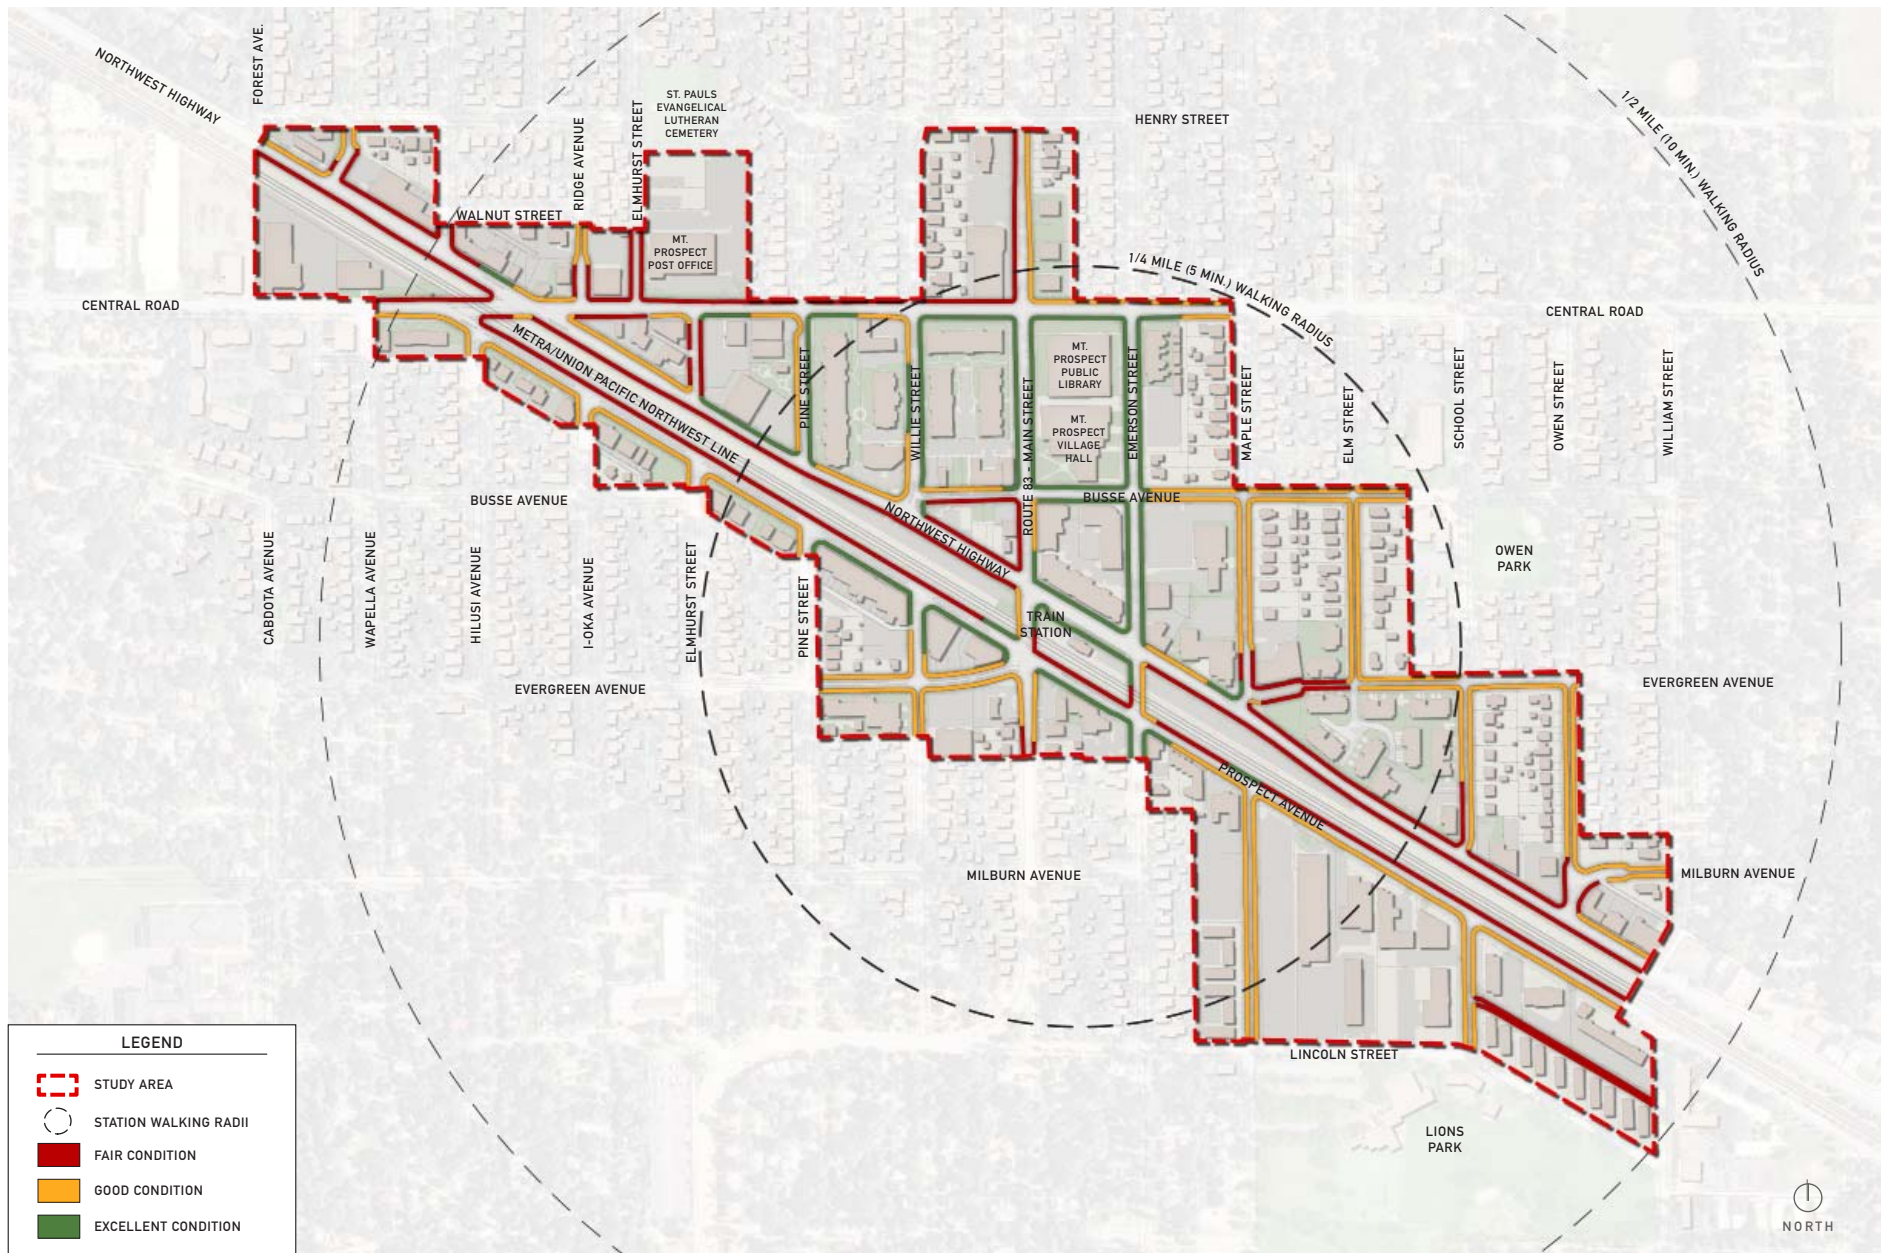 NORTHWEST HIGHWAY
FOREST AVE.
ST. PAULS
EVANGELICAL
LUTHERAN
CEMETERY
HENRY STREET
1/2 MILE (10 MIN.) WALKING RADIUS
RIDGE AVENUE
ELMHURST STREET
WALNUT STREET
MT.
PROSPECT
POST OFFICE
1/4 MILE (5 MIN.) WALKING RADIUS
CENTRAL ROAD
CENTRAL ROAD
METRA/UNION PACIFIC NORTHWEST LINE
PINE STREET
WILLIE STREET
ROUTE 83 - MAIN STREET
MT.
PROSPECT
PUBLIC
LIBRARY
MT.
PROSPECT
VILLAGE
HALL
EMERSON STREET
MAPLE STREET
ELM STREET
SCHOOL STREET
OWEN STREET
WILLIAM STREET
BUSSE AVENUE
BUSSE AVENUE
NORTHWEST HIGHWAY
OWEN
PARK
CABDOTA AVENUE
WAPELLA AVENUE
HILUSI AVENUE
I-OKA AVENUE
ELMHURST STREET
PINE STREET
TRAIN
STATION
EVERGREEN AVENUE
EVERGREEN AVENUE
PROSPECT AVENUE
MILBURN AVENUE
MILBURN AVENUE
LINCOLN STREET
LIONS
PARK
LEGEND
STUDY AREA
STATION WALKING RADII
FAIR CONDITION
GOOD CONDITION
EXCELLENT CONDITION
NORTH